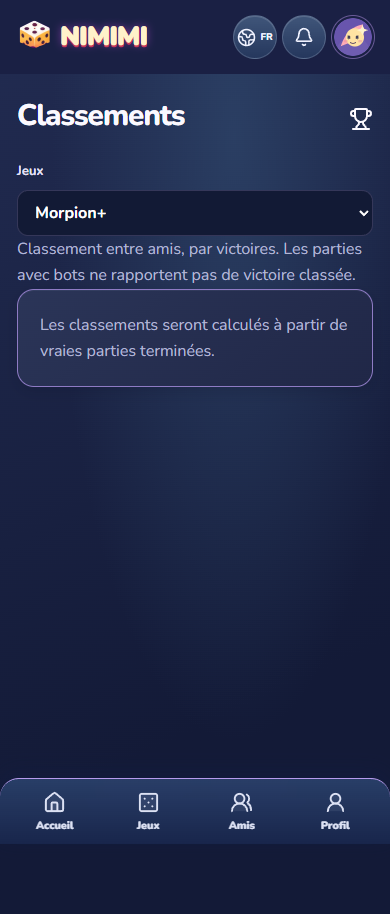 NIMIMI
FR
Classements
Jeux
Morpion+
Classement entre amis, par victoires. Les parties
avec bots ne rapportent pas de victoire classée.
Les classements seront calculés à partir de
vraies parties terminées.
Accueil
Jeux
Amis
Profil